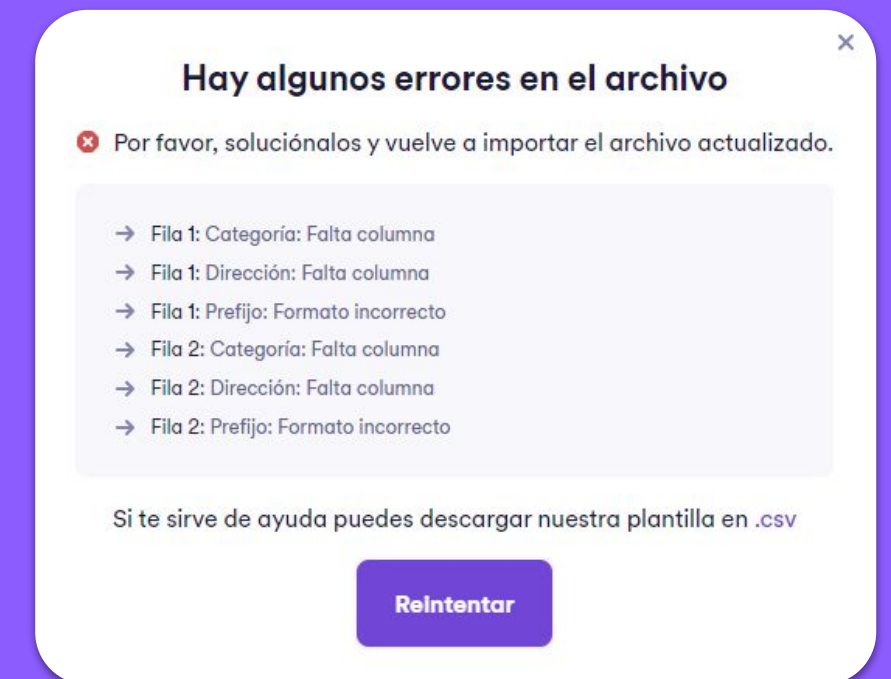 Hay algunos errores en el archivo
Por favor, soluciónalos y vuelve a importar el archivo actualizado.
Fila 1: Categoría: Falta columna
Fila 1: Dirección: Falta columna
Fila 1: Prefijo: Formato incorrecto
Fila 2: Categoría: Falta columna
Fila 2: Dirección: Falta columna
Fila 2: Prefijo: Formato incorrecto
Si te sirve de ayuda puedes descargar nuestra plantilla en .csv
Reintentar